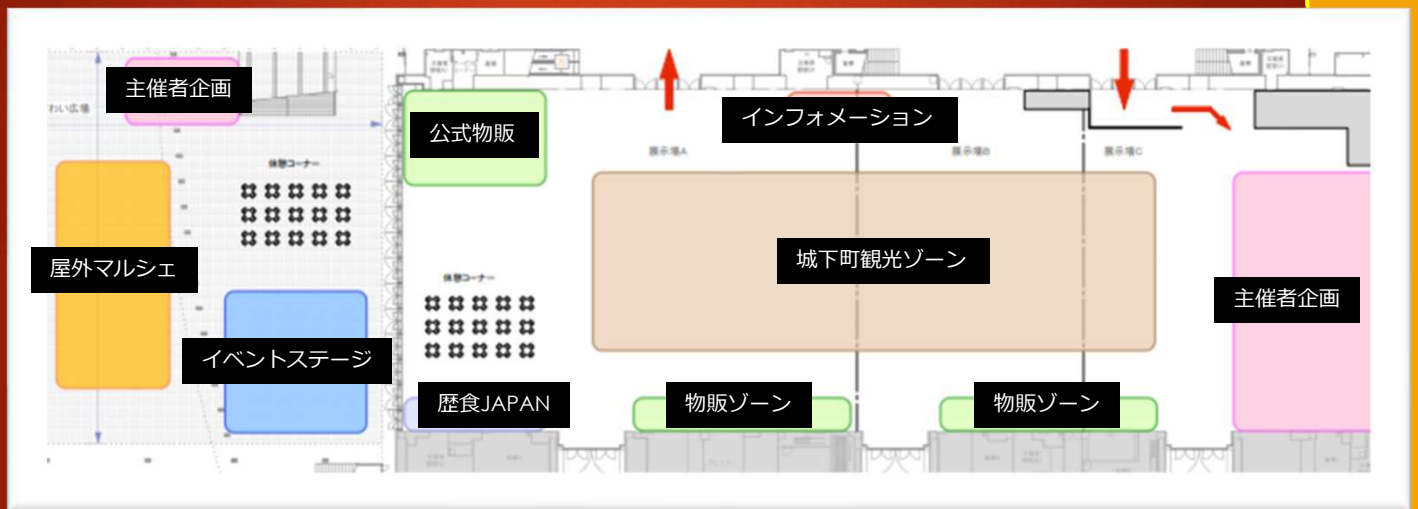 主催者企画
わい広場
休憩コーナー
屋外マルシェ
イベントステージ
公式物販
インフォメーション
展示場A
展示場B
展示場C
城下町観光ゾーン
主催者企画
休憩コーナー
歴食JAPAN
物販ゾーン
物販ゾーン